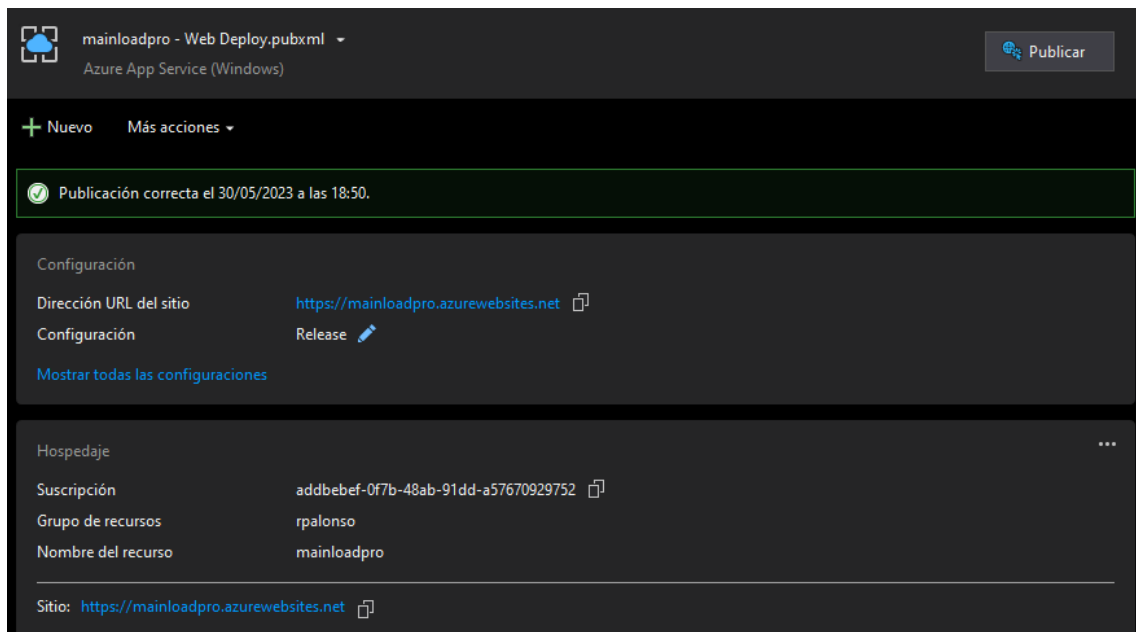 mainloadpro - Web Deploy.pubxml
Azure App Service (Windows)
Publicar
Nuevo Más acciones
Publicación correcta el 30/05/2023 a las 18:50.
Configuración
Dirección URL del sitio https://mainloadpro.azurewebsites.net
Configuración Release
Mostrar todas las configuraciones
Hospedaje
Suscripción addbebef-0f7b-48ab-91dd-a57670929752
Grupo de recursos rpalonso
Nombre del recurso mainloadpro
Sitio: https://mainloadpro.azurewebsites.net